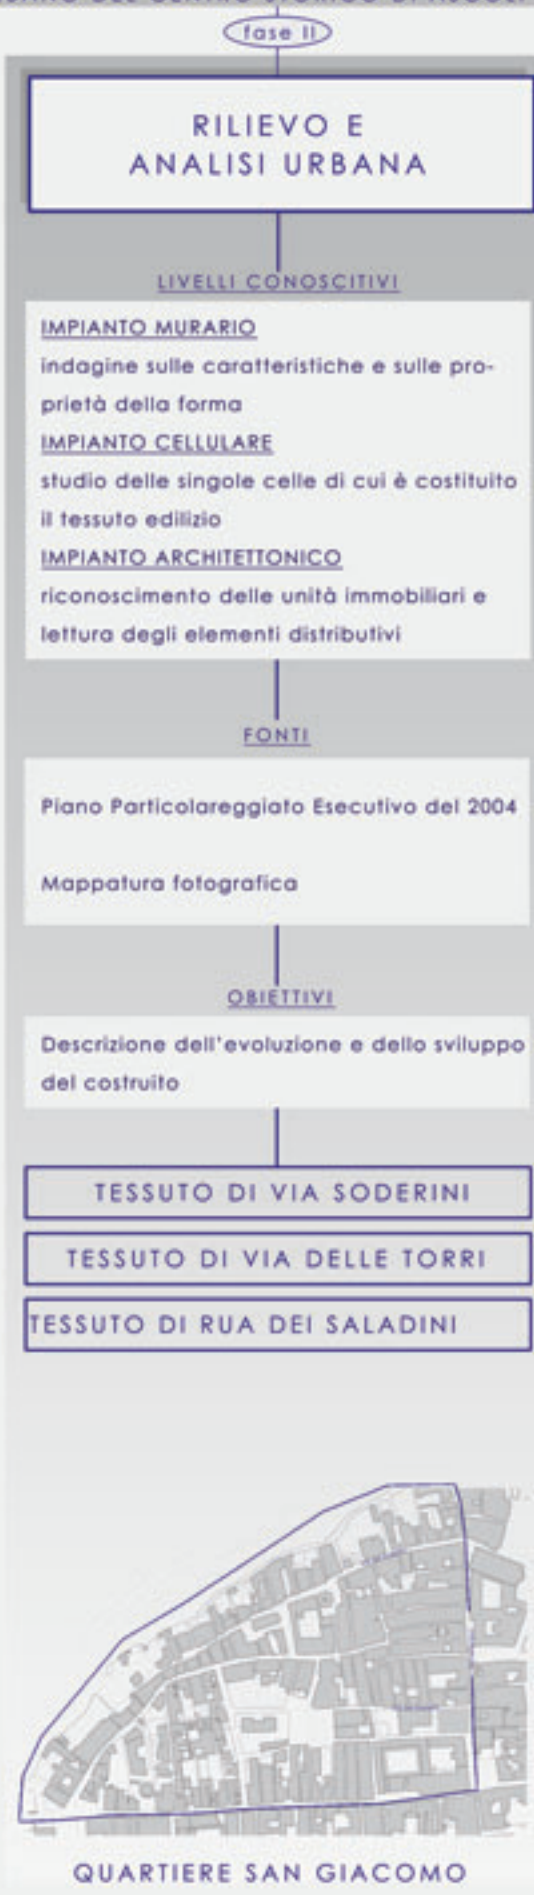 fase II
RILIEVO E
ANALISI URBANA
LIVELLI CONOSCITIVI
IMPIANTO MURARIO
indagine sulle caratteristiche e sulle pro-
prietà della forma
IMPIANTO CELLULARE
studio delle singole celle di cui è costituito
il tessuto edilizio
IMPIANTO ARCHITETTONICO
riconoscimento delle unità immobiliari e
lettura degli elementi distributivi
FONTI
Piano Particolareggiato Esecutivo del 2004
Mappatura fotografica
OBIETTIVI
Descrizione dell'evoluzione e dello sviluppo
del costruito
TESSUTO DI VIA SODERINI
TESSUTO DI VIA DELLE TORRI
TESSUTO DI RUA DEI SALADINI
QUARTIERE SAN GIACOMO